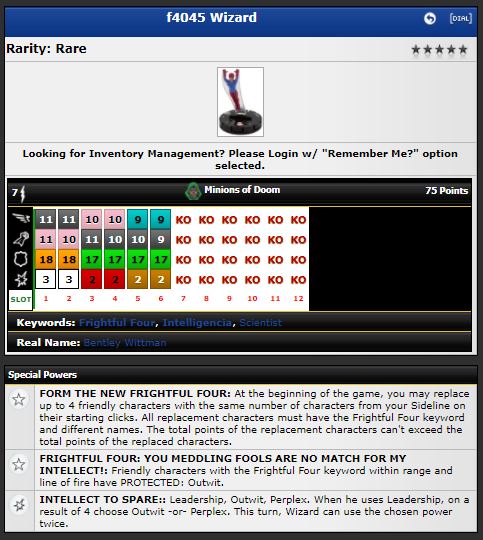 f4045 Wizard
[DIAL]
Rarity: Rare
Looking for Inventory Management? Please Login w/ "Remember Me?" option
selected.
7 Minions of Doom 75 Points
11 11 10 10 9 9 KO KO KO KO KO KO
11 10 11 10 10 9 KO KO KO KO KO KO
18 18 17 17 17 17 KO KO KO KO KO KO
3 3 2 2 2 2 KO KO KO KO KO KO
SLOT 1 2 3 4 5 6 7 8 9 10 11 12
Keywords: Frightful Four, Intelligencia, Scientist
Real Name: Bentley Wittman
Special Powers
FORM THE NEW FRIGHTFUL FOUR: At the beginning of the game, you may replace
up to 4 friendly characters with the same number of characters from your Sideline
on their starting clicks. All replacement characters must have the Frightful Four keyword
and different names. The total points of the replacement characters can't exceed the
total points of the replaced characters.
FRIGHTFUL FOUR: YOU MEDDLING FOOLS ARE NO MATCH FOR MY
INTELLECT!: Friendly characters with the Frightful Four keyword within range and
line of fire have PROTECTED: Outwit.
INTELLECT TO SPARE:: Leadership, Outwit, Perplex. When he uses Leadership, on a
result of 4 choose Outwit -or- Perplex. This turn, Wizard can use the chosen power
twice.